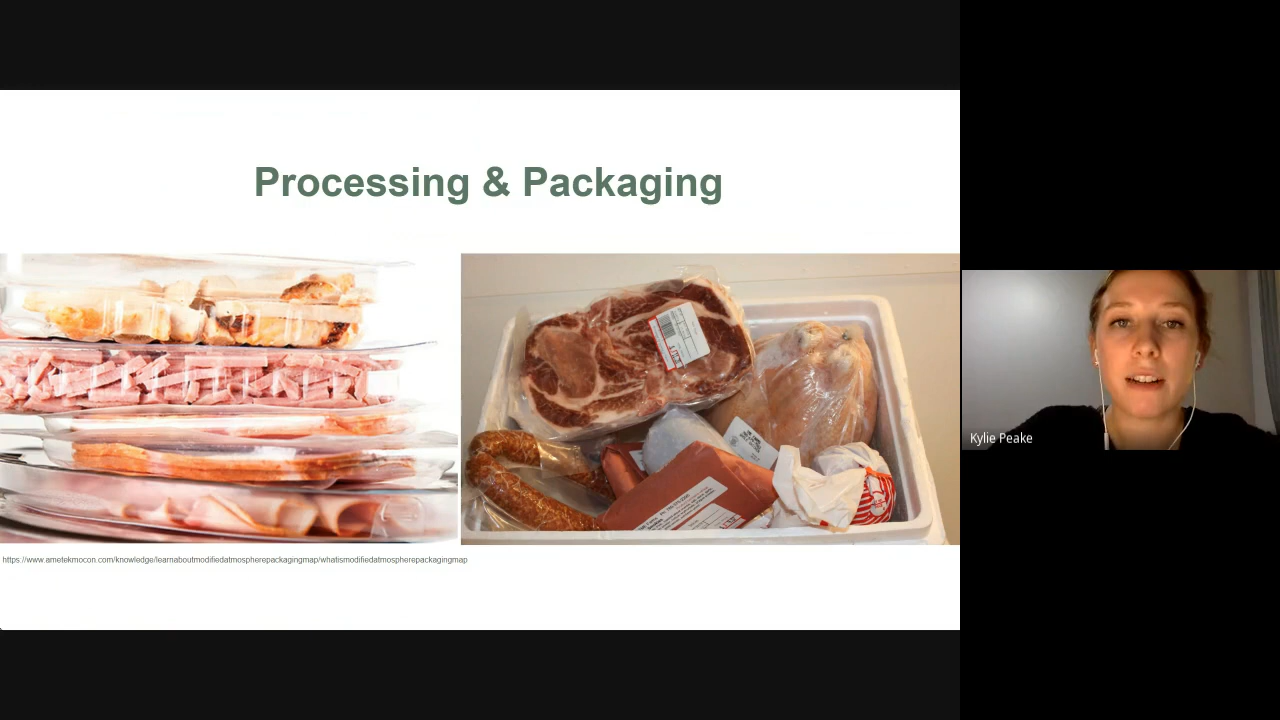 Processing & Packaging
https://www.ametekmocon.com/knowledge/learnaboutmodifiedatmospherepackagingmap/whatismodifiedatmospherepackagingmap
Kylie Peake